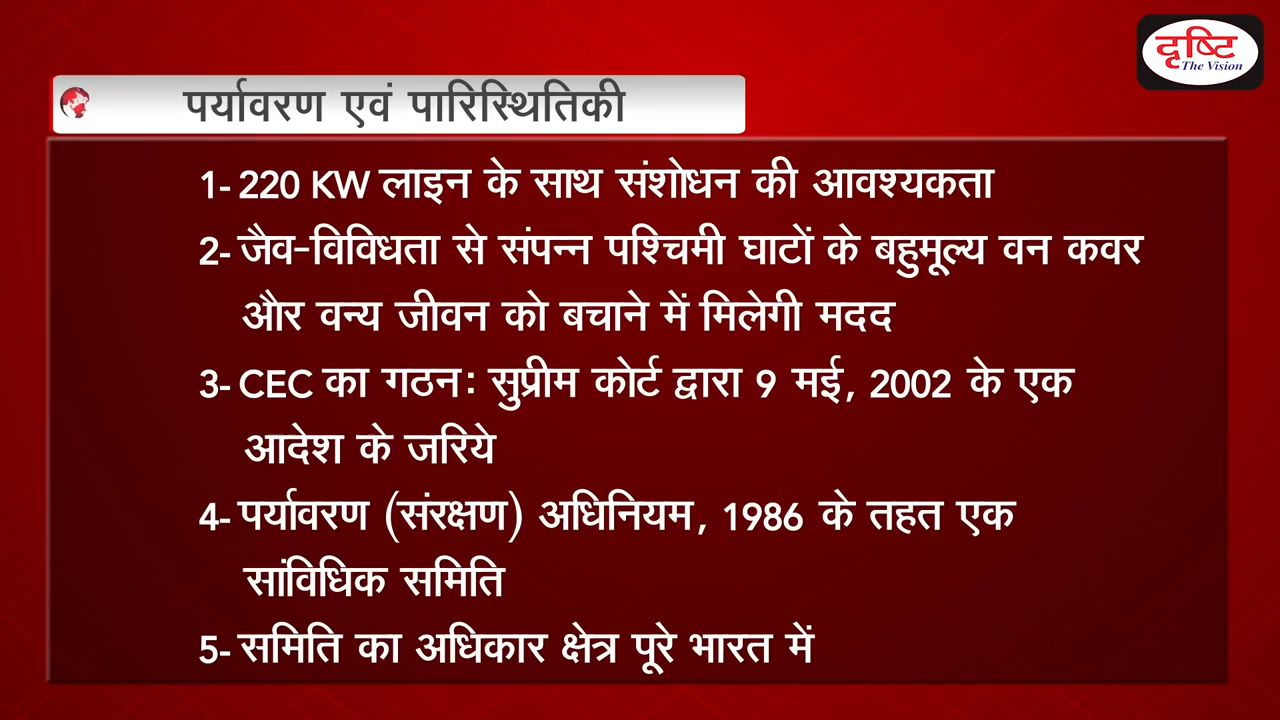 दृष्टि
The Vision
पर्यावरण एवं पारिस्थितिकी
1- 220 KW लाइन के साथ संशोधन की आवश्यकता
2- जैव-विविधता से संपन्न पश्चिमी घाटों के बहुमूल्य वन कवर
और वन्य जीवन को बचाने में मिलेगी मदद
3- CEC का गठन: सुप्रीम कोर्ट द्वारा 9 मई, 2002 के एक
आदेश के जरिये
4- पर्यावरण (संरक्षण) अधिनियम, 1986 के तहत एक
सांविधिक समिति
5- समिति का अधिकार क्षेत्र पूरे भारत में